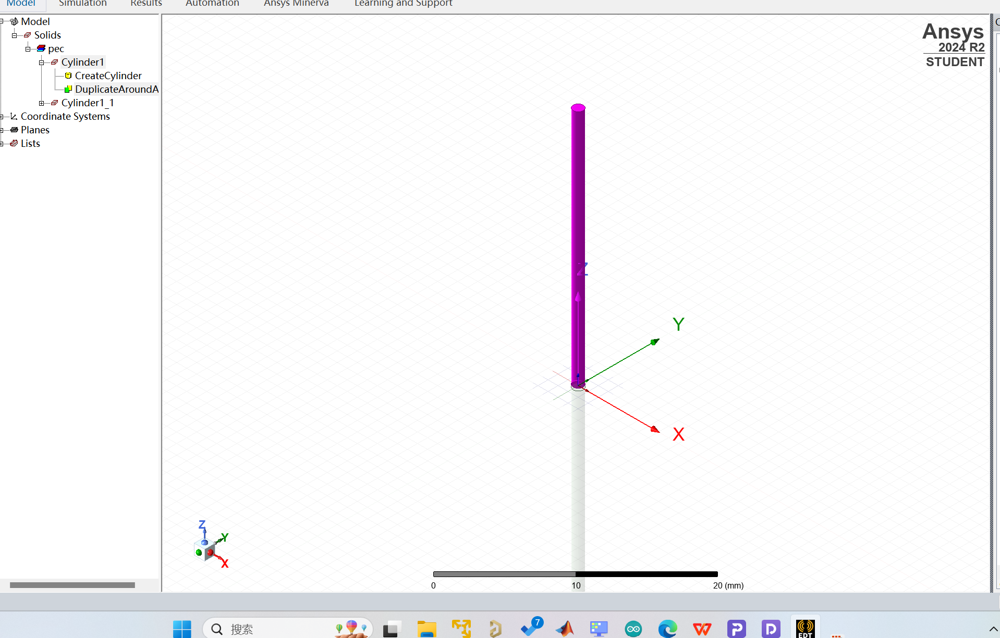 Model Simulation Results Automation Ansys Minerva Learning and Support
Model
Solids
pec
Cylinder1
CreateCylinder
DuplicateAroundA
Cylinder1_1
Coordinate Systems
Planes
Lists
Ansys
2024 R2
STUDENT
Z
Y
X
Z
Y
X
0 10 20 (mm)
搜索
7
EDT